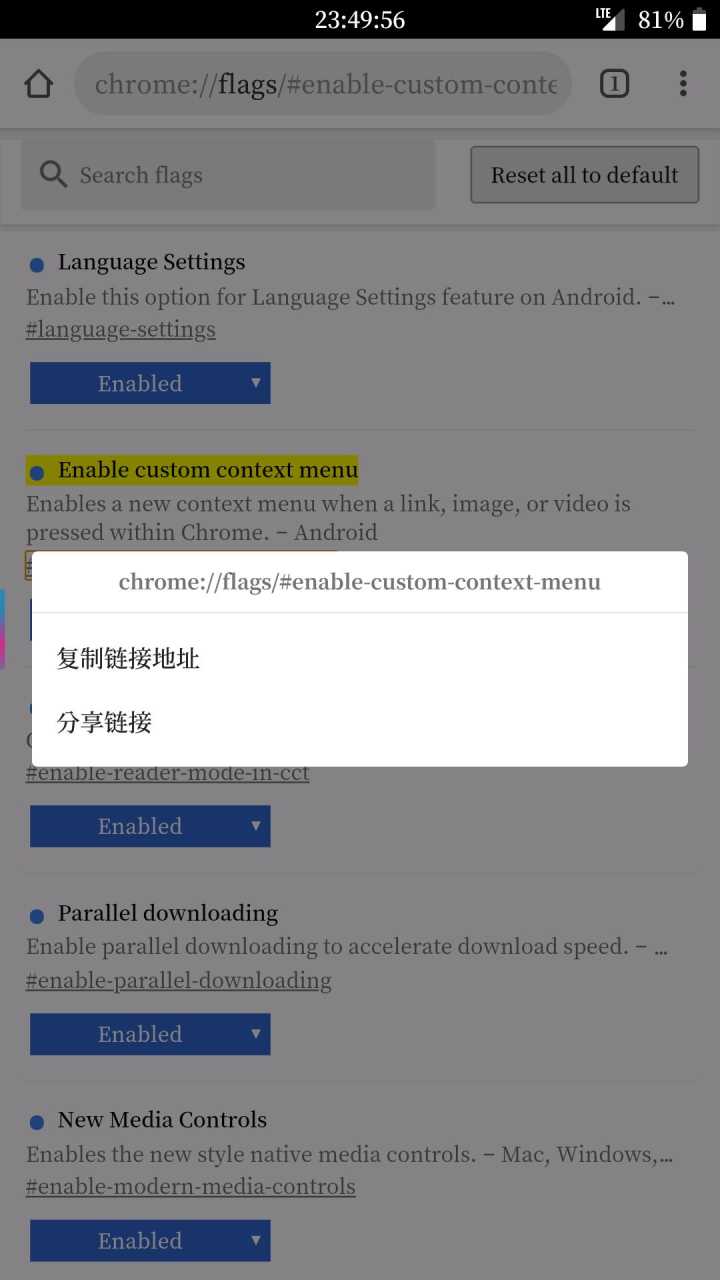 23:49:56
LTE
81%
chrome://flags/#enable-custom-conte
1
Search flags
Reset all to default
Language Settings
Enable this option for Language Settings feature on Android. –…
#language-settings
Enabled
Enable custom context menu
Enables a new context menu when a link, image, or video is
pressed within Chrome. – Android
chrome://flags/#enable-custom-context-menu
复制链接地址
分享链接
#enable-reader-mode-in-cct
Enabled
Parallel downloading
Enable parallel downloading to accelerate download speed. – …
#enable-parallel-downloading
Enabled
New Media Controls
Enables the new style native media controls. – Mac, Windows,…
#enable-modern-media-controls
Enabled